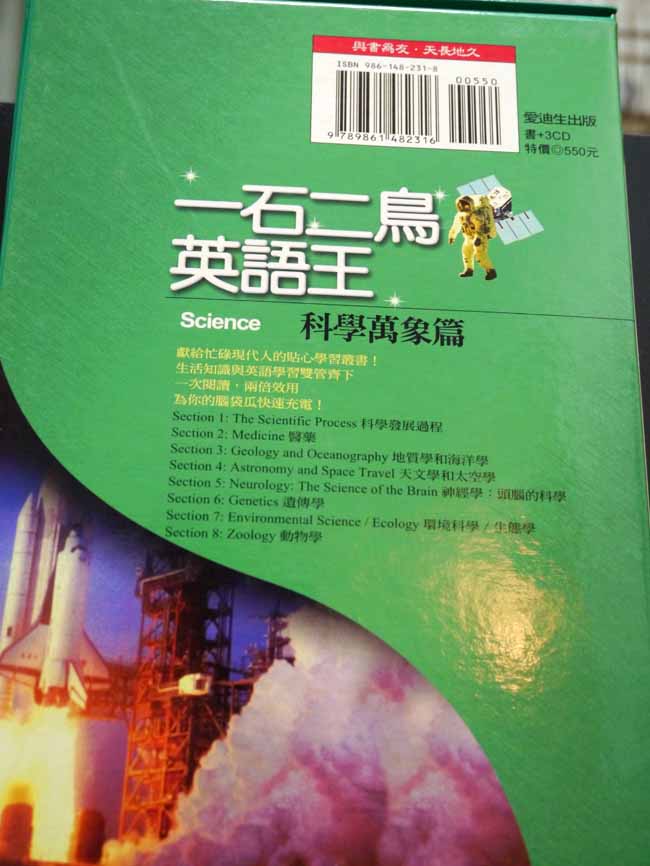 與書為友・天長地久
ISBN 986-148-231-8
00550
9 789861 482316
愛迪生出版
書+3CD
特價◎550元
一石二鳥
英語王
Science 科學萬象篇
獻給忙碌現代人的貼心學習叢書！
生活知識與英語學習雙管齊下
一次閱讀，兩倍效用
為你的腦袋瓜快速充電！
Section 1: The Scientific Process 科學發展過程
Section 2: Medicine 醫藥
Section 3: Geology and Oceanography 地質學和海洋學
Section 4: Astronomy and Space Travel 天文學和太空學
Section 5: Neurology: The Science of the Brain 神經學：頭腦的科學
Section 6: Genetics 遺傳學
Section 7: Environmental Science / Ecology 環境科學 / 生態學
Section 8: Zoology 動物學